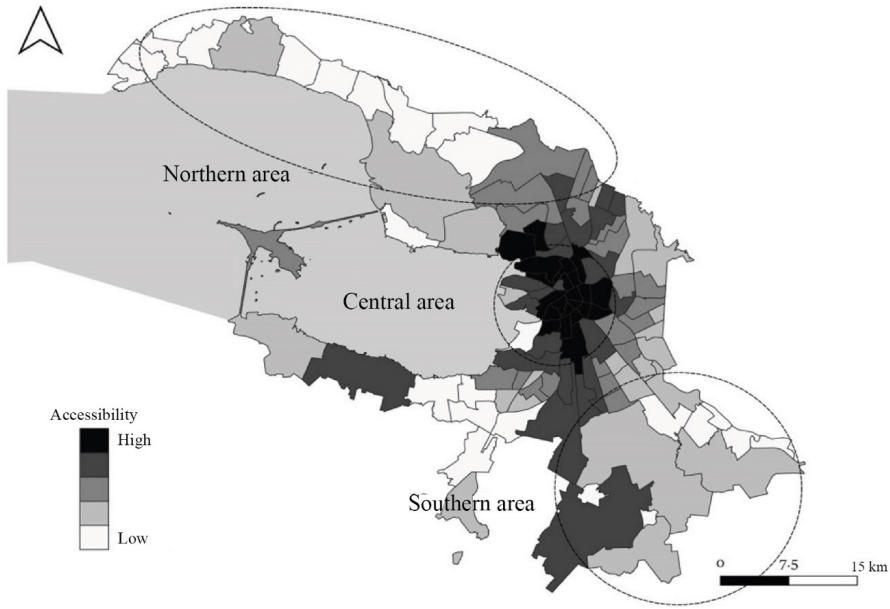 Northern area
Central area
Accessibility
High
Low
Southern area
0 7·5 15 km